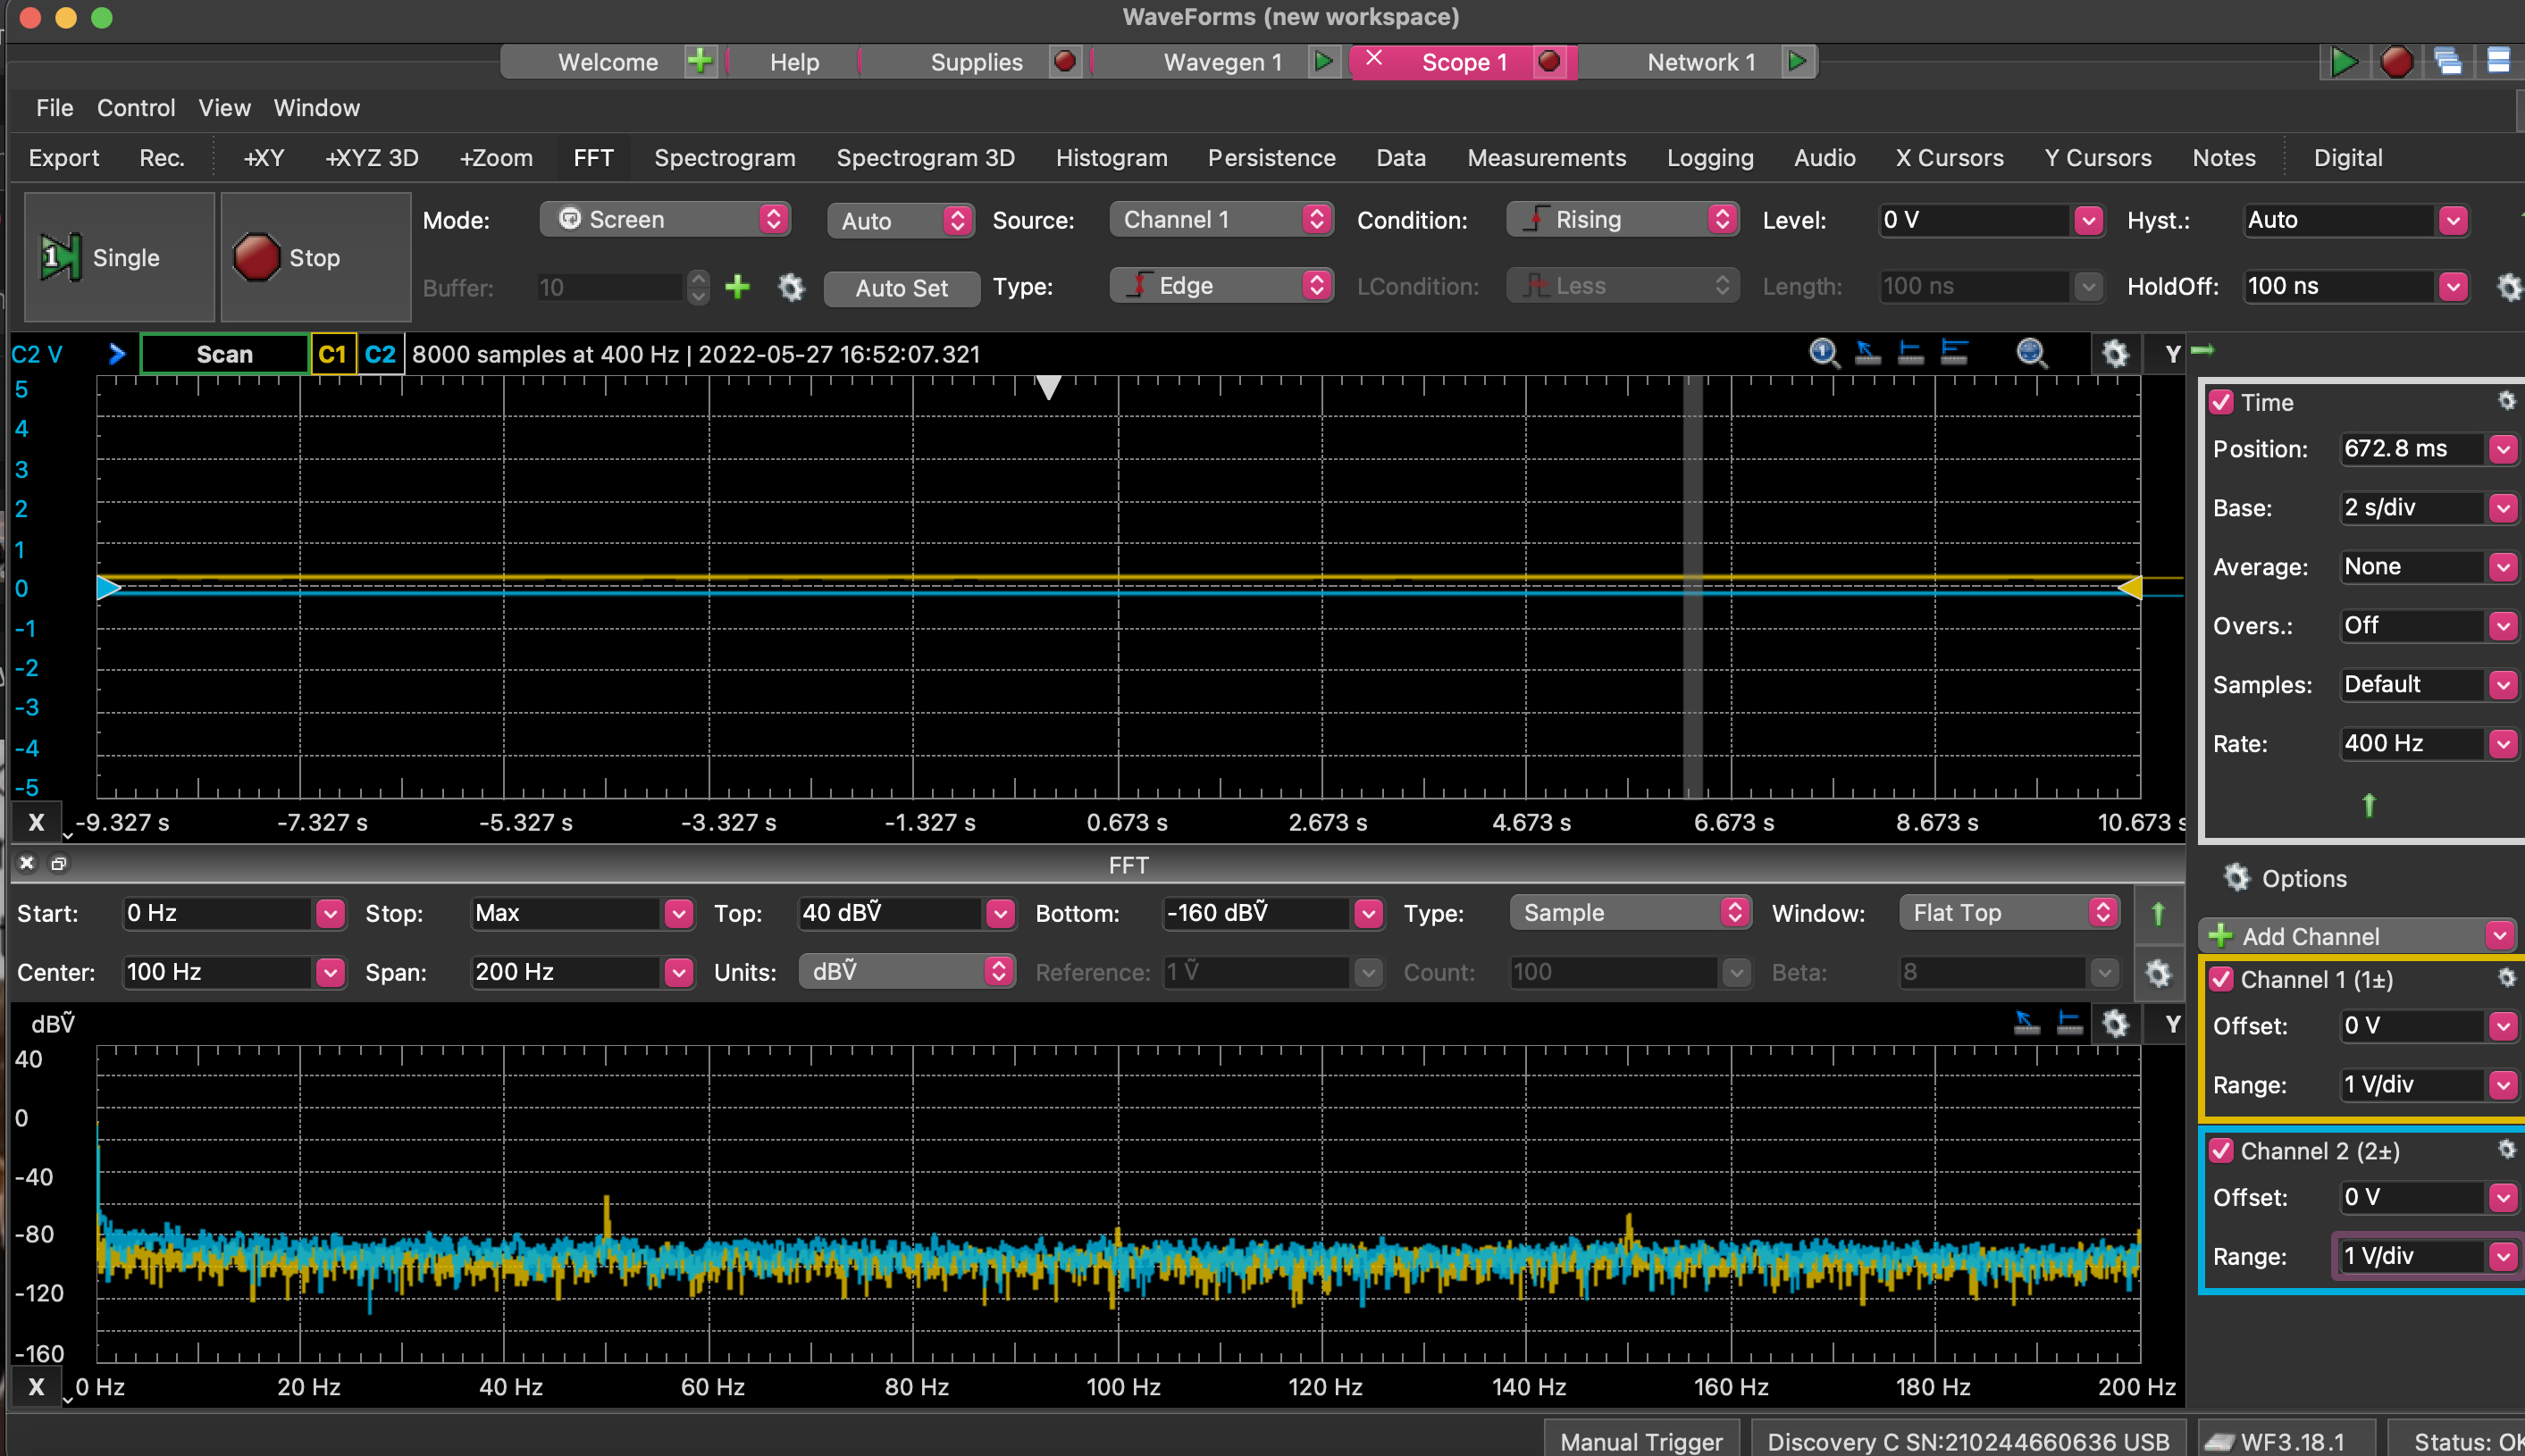 WaveForms (new workspace)
Welcome Help Supplies Wavegen 1 Scope 1 Network 1
File Control View Window
Export Rec. +XY +XYZ 3D +Zoom FFT Spectrogram Spectrogram 3D Histogram Persistence Data Measurements Logging Audio X Cursors Y Cursors Notes Digital
1 Single Stop Mode: Screen Auto Source: Channel 1 Condition: Rising Level: 0 V Hyst.: Auto
Buffer: 10 Auto Set Type: Edge LCondition: Less Length: 100 ns HoldOff: 100 ns
C2 V Scan C1 C2 8000 samples at 400 Hz | 2022-05-27 16:52:07.321 1 Y
5
4
3
2
1
0
-1
-2
-3
-4
-5
X -9.327 s -7.327 s -5.327 s -3.327 s -1.327 s 0.673 s 2.673 s 4.673 s 6.673 s 8.673 s 10.673 s
Time
Position: 672.8 ms
Base: 2 s/div
Average: None
Overs.: Off
Samples: Default
Rate: 400 Hz
Options
Add Channel
Channel 1 (1±)
Offset: 0 V
Range: 1 V/div
Channel 2 (2±)
Offset: 0 V
Range: 1 V/div
FFT
Start: 0 Hz Stop: Max Top: 40 dBṼ Bottom: -160 dBṼ Type: Sample Window: Flat Top
Center: 100 Hz Span: 200 Hz Units: dBṼ Reference: 1 Ṽ Count: 100 Beta: 8
dBṼ Y
40
0
-40
-80
-120
-160
X 0 Hz 20 Hz 40 Hz 60 Hz 80 Hz 100 Hz 120 Hz 140 Hz 160 Hz 180 Hz 200 Hz
Manual Trigger Discovery C SN:210244660636 USB WF3.18.1 Status: OK